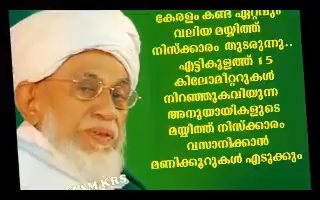 കേരളം കണ്ട ഏറ്റവും
വലിയ മയ്യിത്ത്
നിസ്ക്കാരം തുടരുന്നു..
എട്ടികുളത്ത് 15
കിലോമീറ്ററുകൾ
നിറഞ്ഞുകവിയുന്ന
അനുയായികളുടെ
മയ്യിത്ത് നിസ്ക്കാരം
വസാനിക്കാൻ
മണിക്കൂറുകൾ എടുക്കും